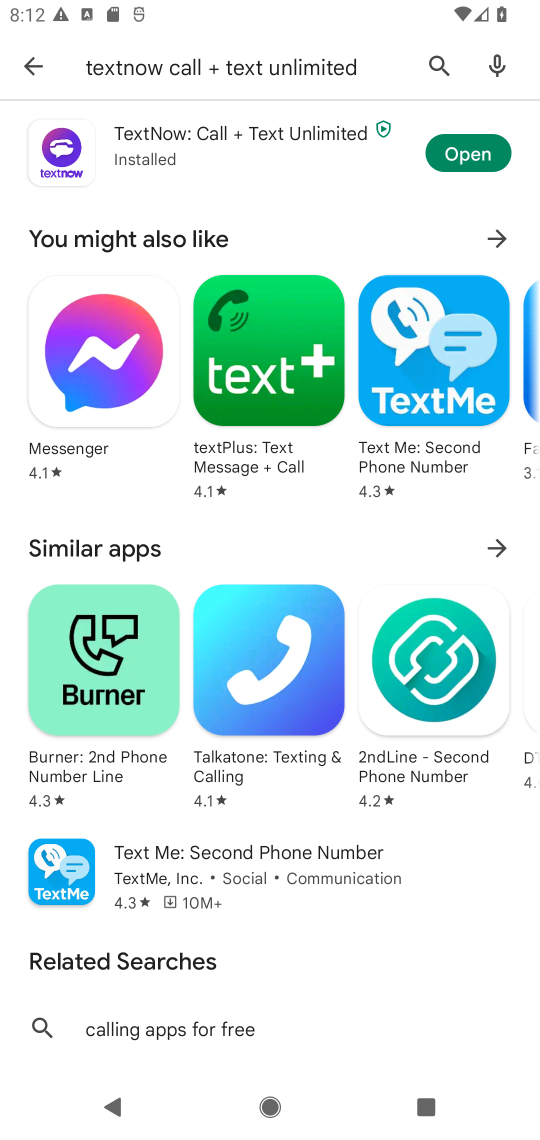 8:12
textnow call + text unlimited
textnow
TextNow: Call + Text Unlimited
Installed
Open
You might also like
text+
TextMe
Messenger
4.1★
textPlus: Text
Message + Call
4.1★
Text Me: Second
Phone Number
4.3★
Fa
3.
Similar apps
Burner
Burner: 2nd Phone
Number Line
4.3★
Talkatone: Texting &
Calling
4.1★
2ndLine - Second
Phone Number
4.2★
4.
TextMe
Text Me: Second Phone Number
TextMe, Inc. • Social • Communication
4.3★ 10M+
Related Searches
calling apps for free